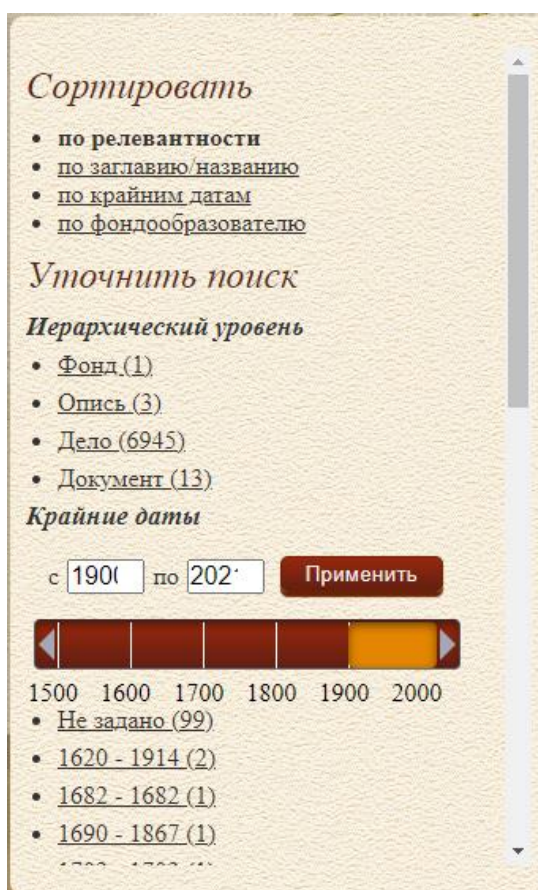 Сортировать
по релевантности
по заглавию/названию
по крайним датам
по фондообразователю
Уточнить поиск
Иерархический уровень
Фонд (1)
Опись (3)
Дело (6945)
Документ (13)
Крайние даты
с 190 по 202 Применить
1500 1600 1700 1800 1900 2000
Не задано (99)
1620 - 1914 (2)
1682 - 1682 (1)
1690 - 1867 (1)